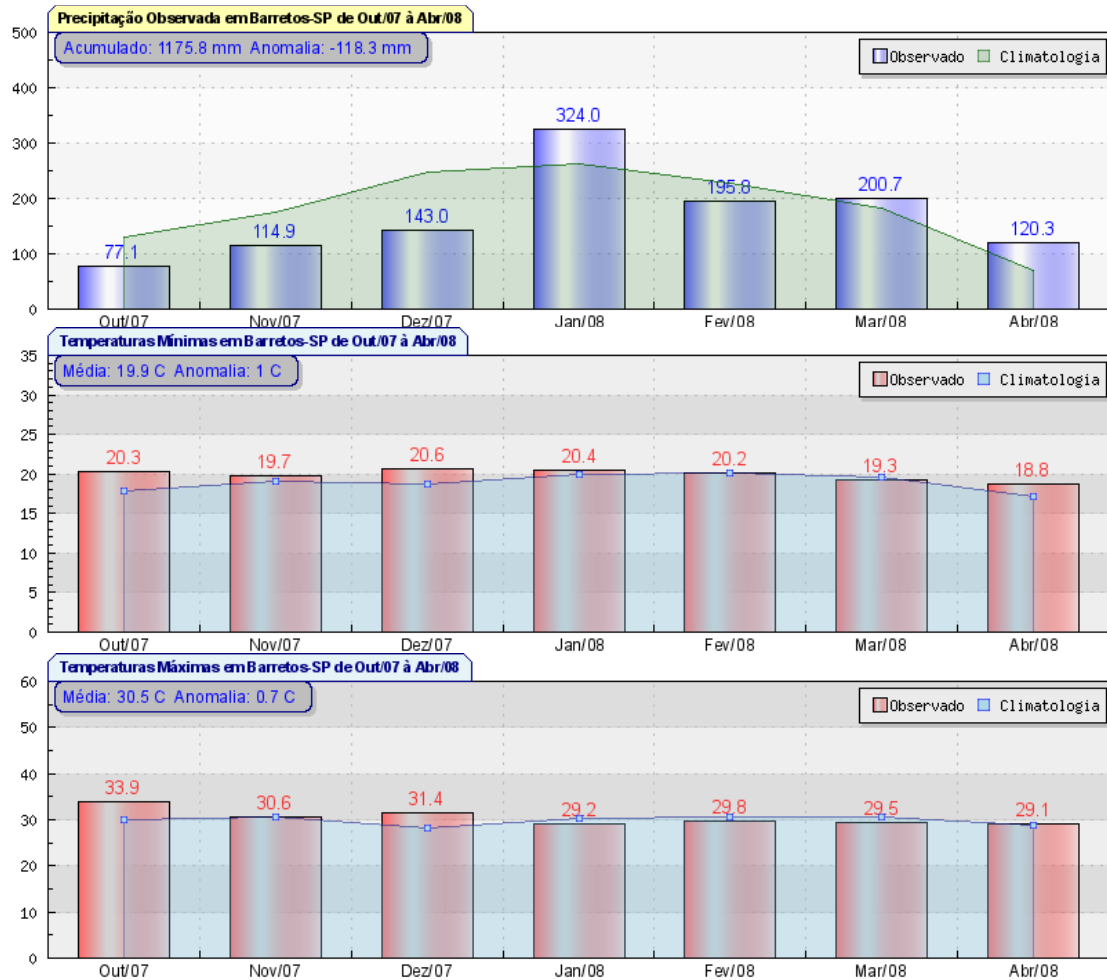 Precipitação Observada em Barretos-SP de Out/07 à Abr/08
500
Acumulado: 1175.8 mm Anomalia: -118.3 mm
Observado Climatologia
400
324.0
300
195.8 200.7
200
143.0
114.9 120.3
77.1
100
0
Out/07 Nov/07 Dez/07 Jan/08 Fev/08 Mar/08 Abr/08
Temperaturas Mínimas em Barretos-SP de Out/07 à Abr/08
35
Média: 19.9 C Anomalia: 1 C
Observado Climatologia
30
25
20.3 19.7 20.6 20.4 20.2 19.3 18.8
20
15
10
5
0
Out/07 Nov/07 Dez/07 Jan/08 Fev/08 Mar/08 Abr/08
Temperaturas Máximas em Barretos-SP de Out/07 à Abr/08
60
Média: 30.5 C Anomalia: 0.7 C
Observado Climatologia
50
40
33.9 30.6 31.4 29.2 29.8 29.5 29.1
30
20
10
0
Out/07 Nov/07 Dez/07 Jan/08 Fev/08 Mar/08 Abr/08